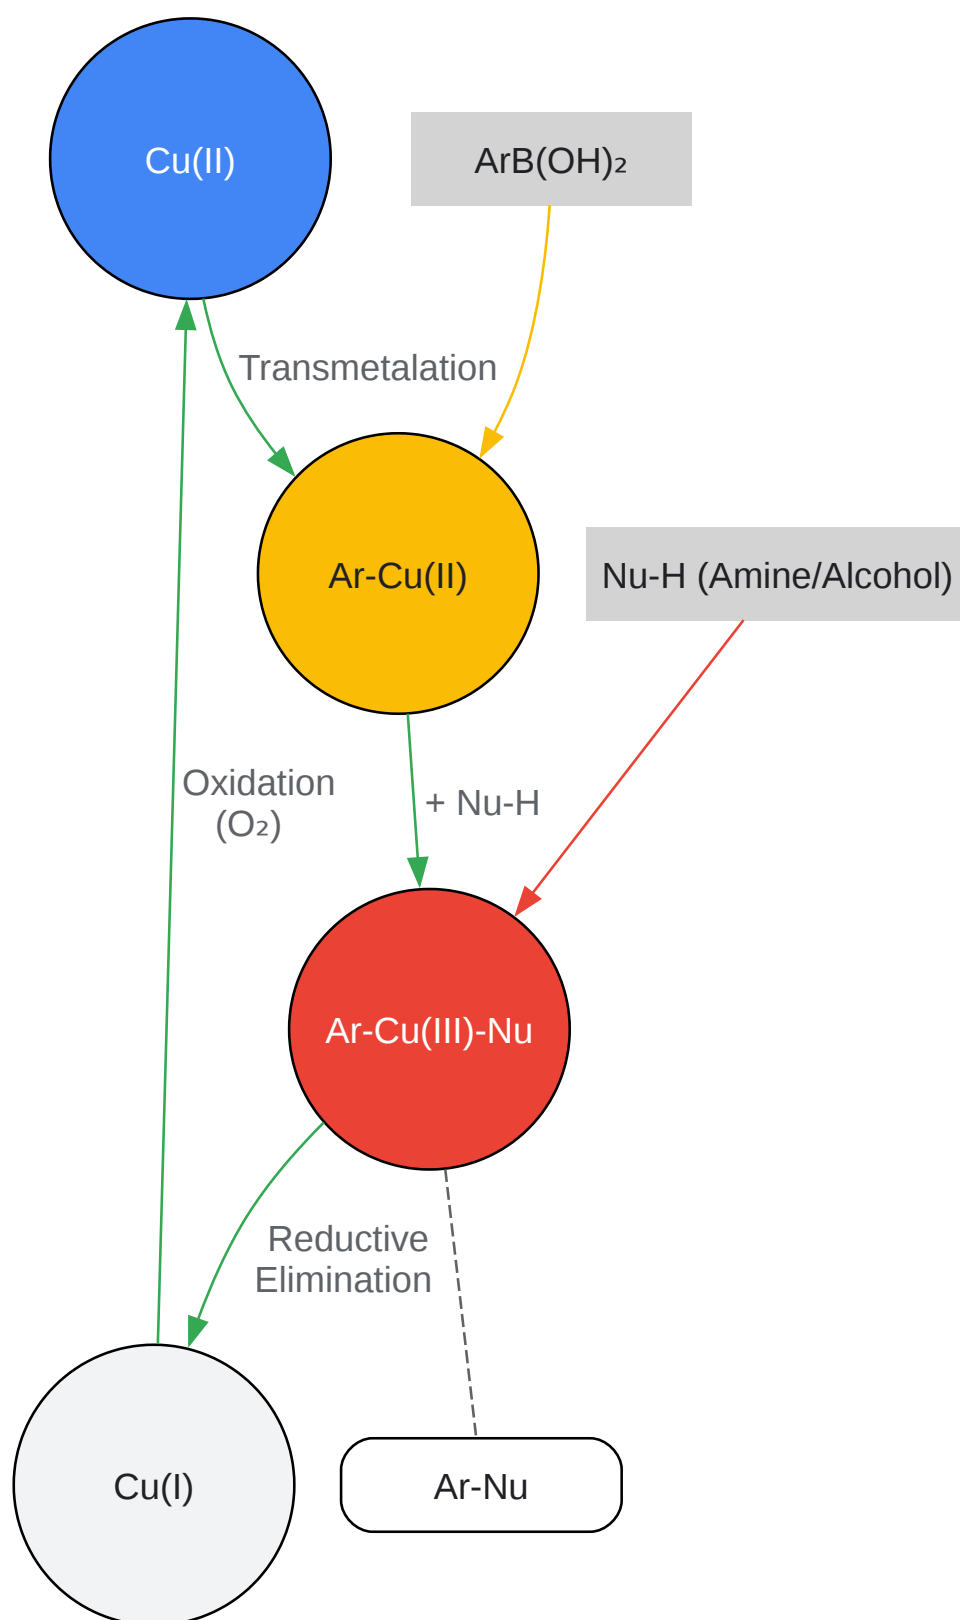 Cu(II)
ArB(OH)₂
Transmetalation
Ar-Cu(II)
Nu-H (Amine/Alcohol)
Oxidation
(O₂)
+ Nu-H
Ar-Cu(III)-Nu
Reductive
Elimination
Cu(I)
Ar-Nu